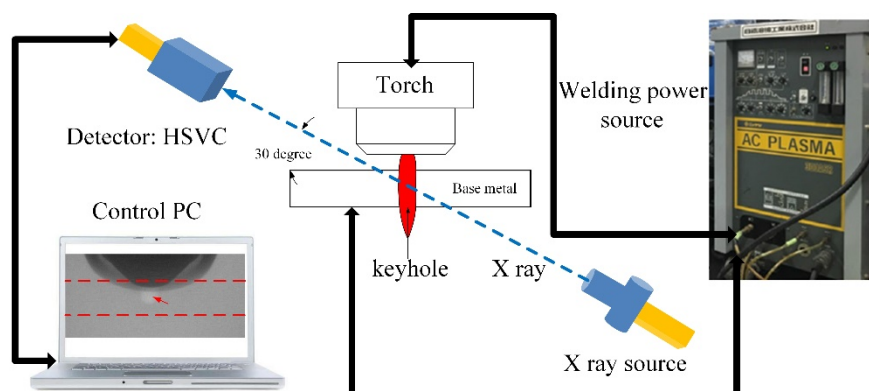 Torch
Welding power
source
Detector: HSVC
30 degree
AC PLASMA
Base metal
Control PC
keyhole
X ray
X ray source